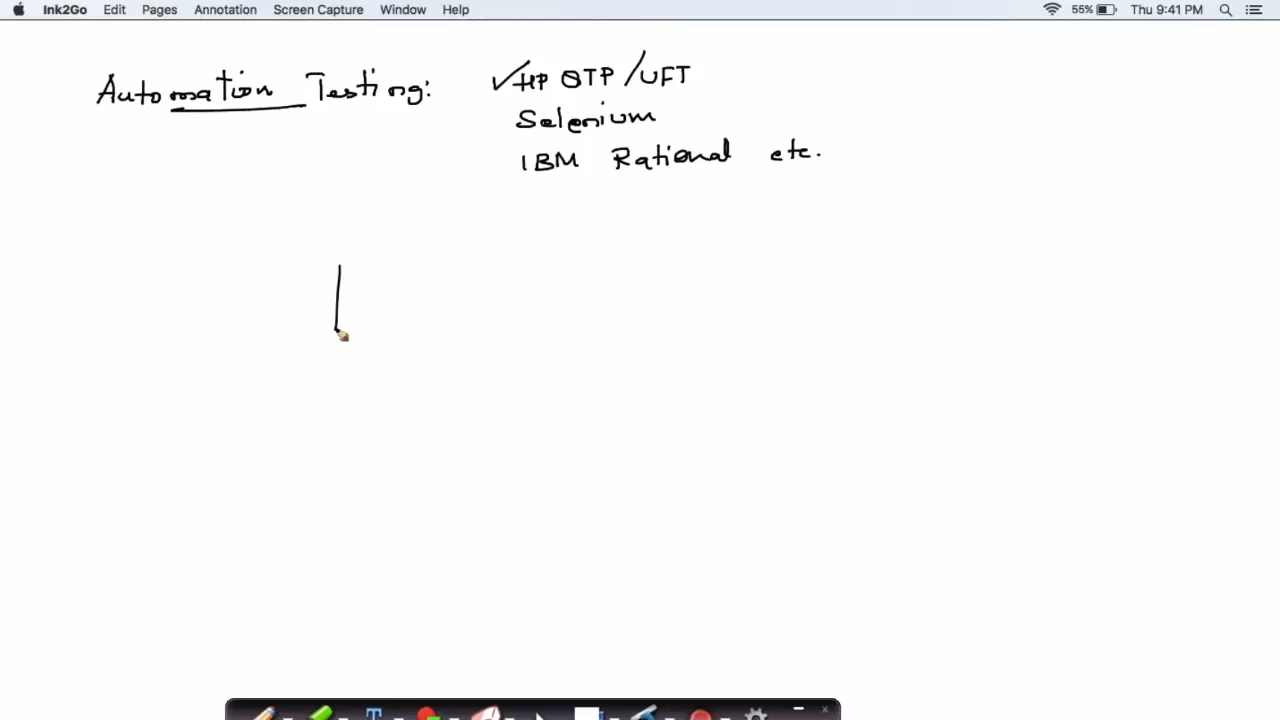 Ink2Go Edit Pages Annotation Screen Capture Window Help 55% Thu 9:41 PM
Automation Testing: ✓HP QTP /UFT
Selenium
IBM Rational etc.